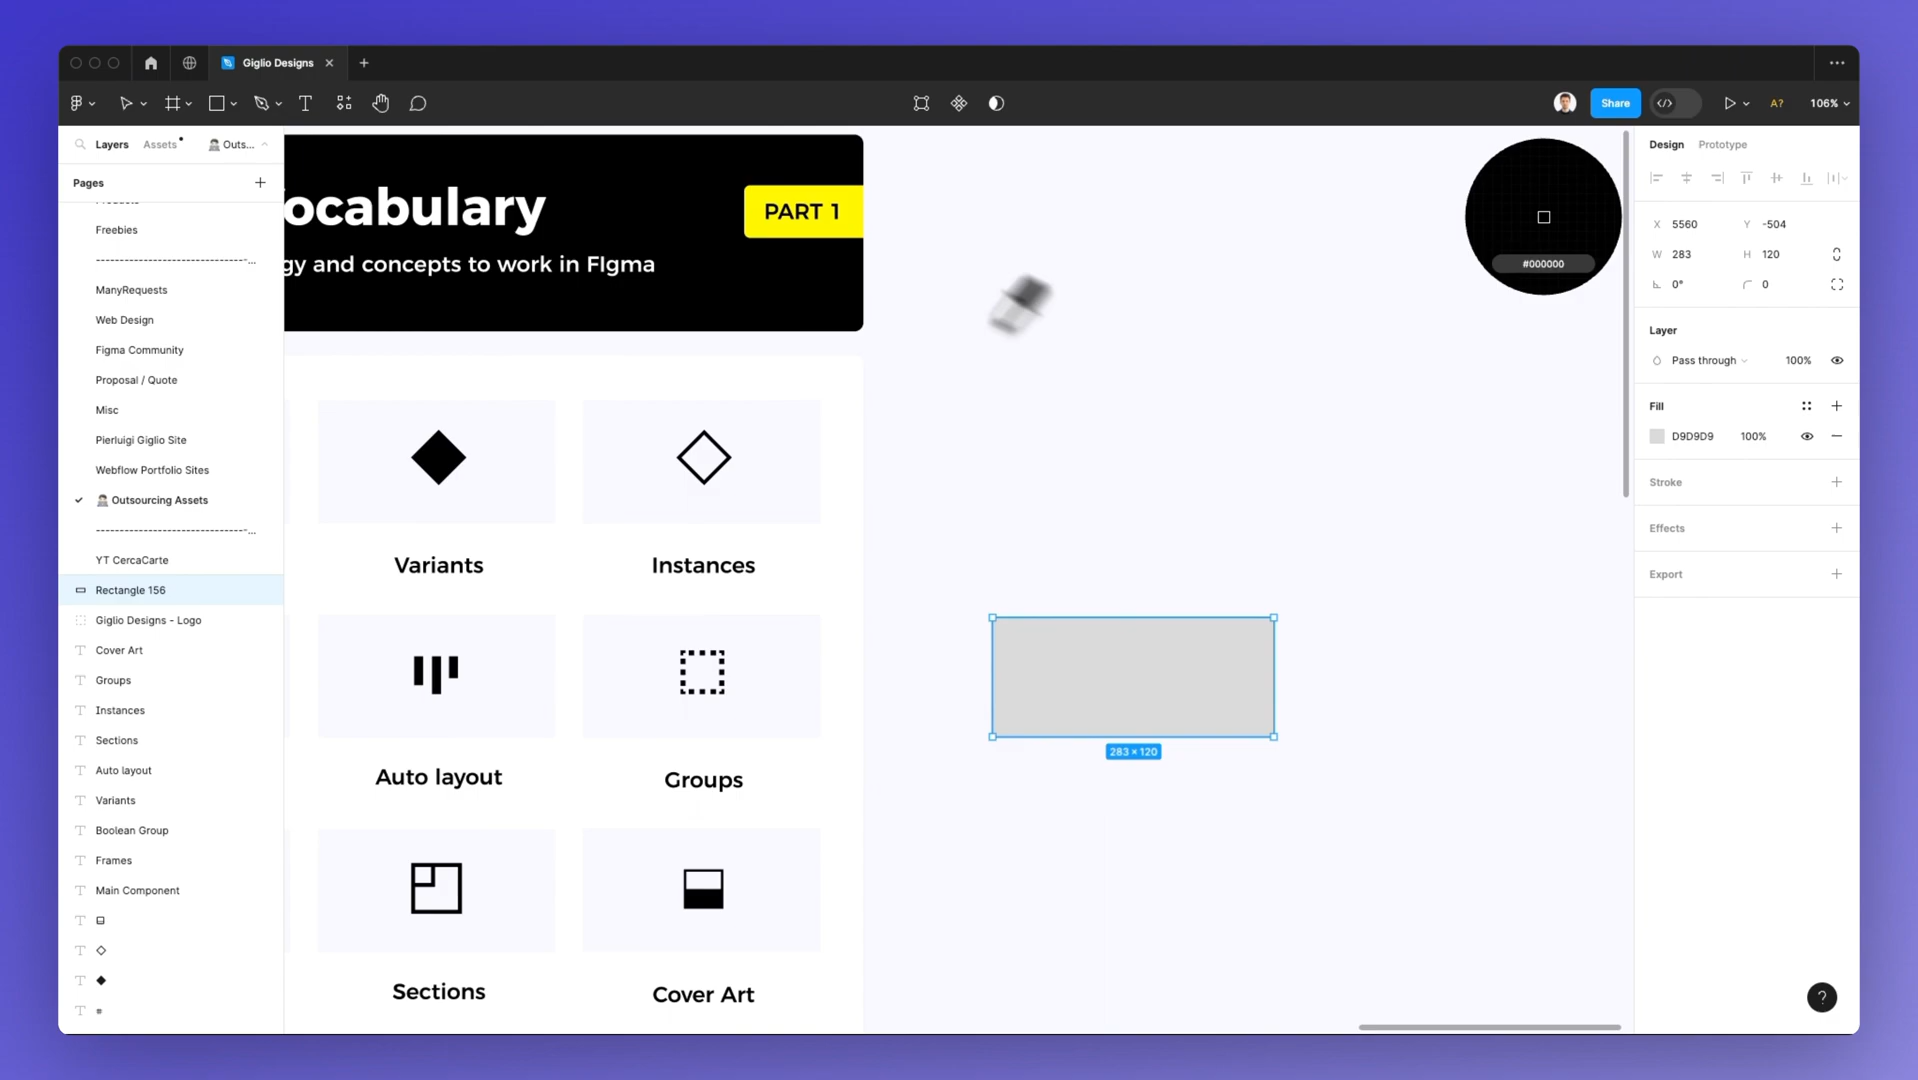 Giglio Designs
Share
A?
106%
Layers
Assets
Outs...
Pages
Freebies
--------------------------------...
ManyRequests
Web Design
Figma Community
Proposal / Quote
Misc
Pierluigi Giglio Site
Webflow Portfolio Sites
Outsourcing Assets
--------------------------------...
YT CercaCarte
Rectangle 156
Giglio Designs - Logo
Cover Art
Groups
Instances
Sections
Auto layout
Variants
Boolean Group
Frames
Main Component
ocabulary
PART 1
gy and concepts to work in FIgma
Variants
Instances
Auto layout
Groups
Sections
Cover Art
283 × 120
#000000
Design
Prototype
X 5560
Y -504
W 283
H 120
0°
0
Layer
Pass through
100%
Fill
D9D9D9
100%
Stroke
Effects
Export
?